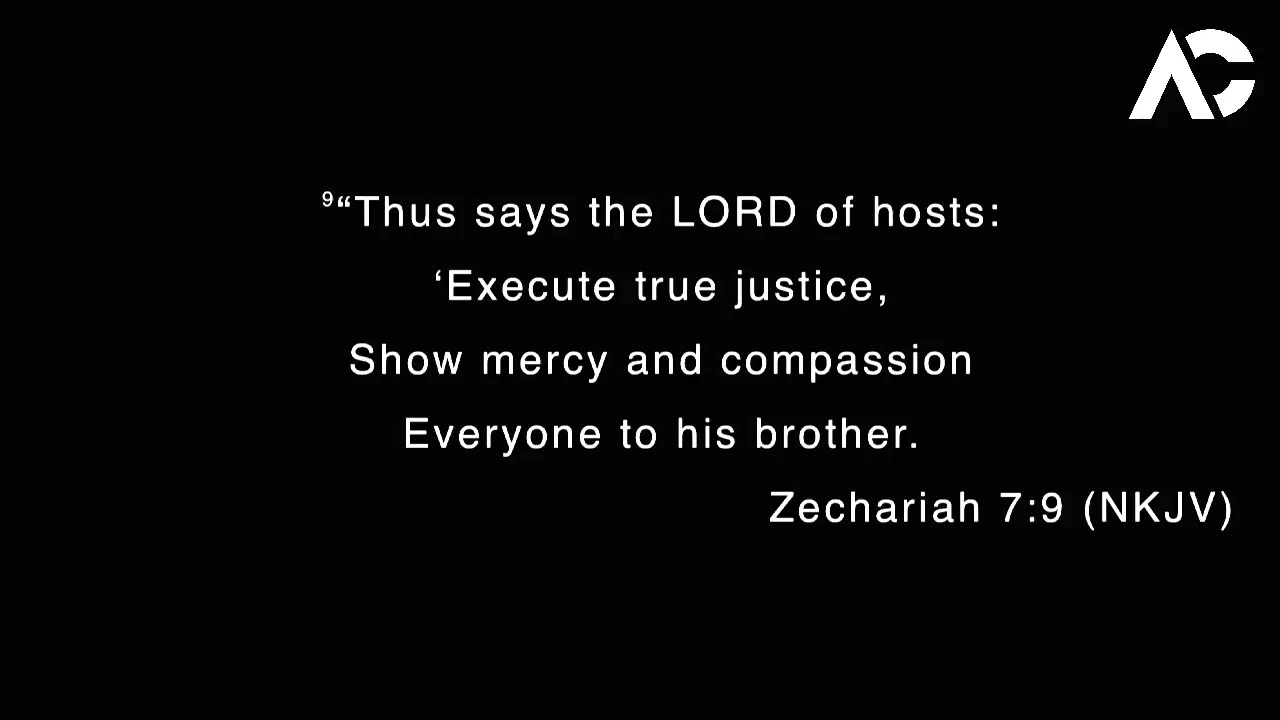 AC
⁹“Thus says the LORD of hosts:
‘Execute true justice,
Show mercy and compassion
Everyone to his brother.
Zechariah 7:9 (NKJV)